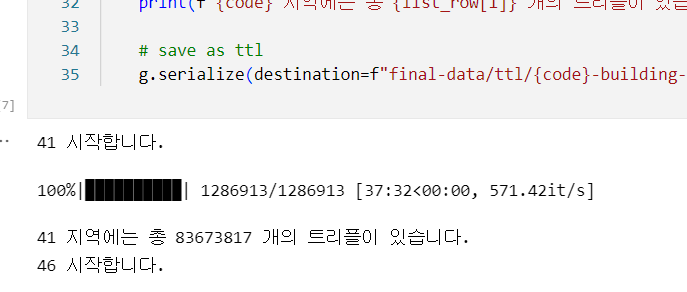 32 print(f"{code} 지역에는 총 {list_row[1]} 개의 트리플이
33
34 # save as ttl
35 g.serialize(destination=f"final-data/ttl/{code}-building-
7]
41 시작합니다.
100%|██████████| 1286913/1286913 [37:32<00:00, 571.42it/s]
41 지역에는 총 83673817 개의 트리플이 있습니다.
46 시작합니다.